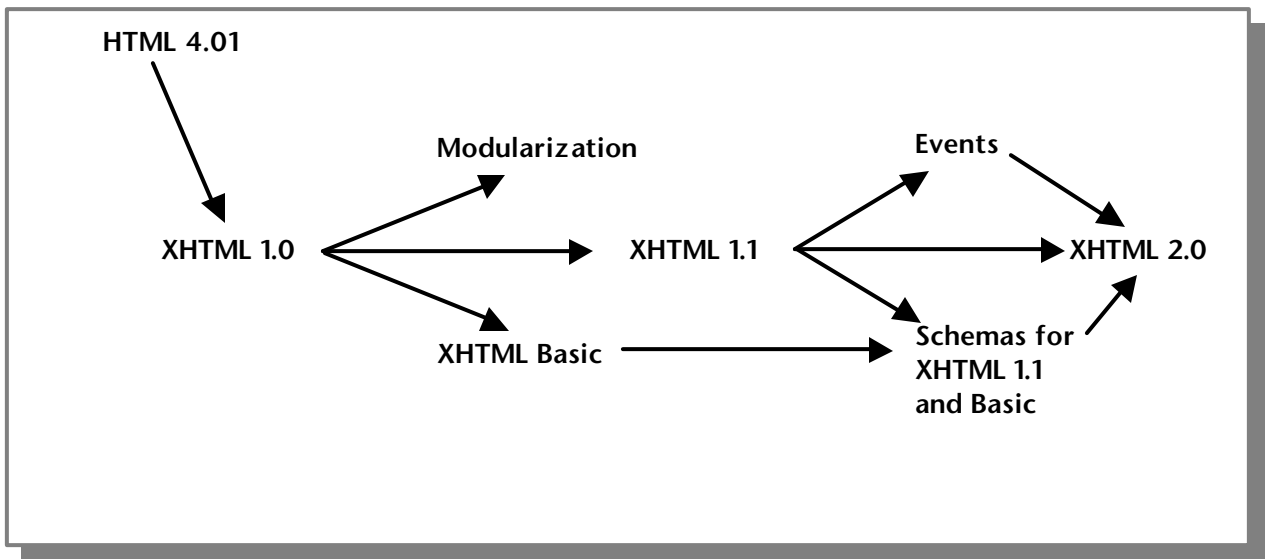 HTML 4.01
Modularization
Events
XHTML 1.0
XHTML 1.1
XHTML 2.0
XHTML Basic
Schemas for
XHTML 1.1
and Basic